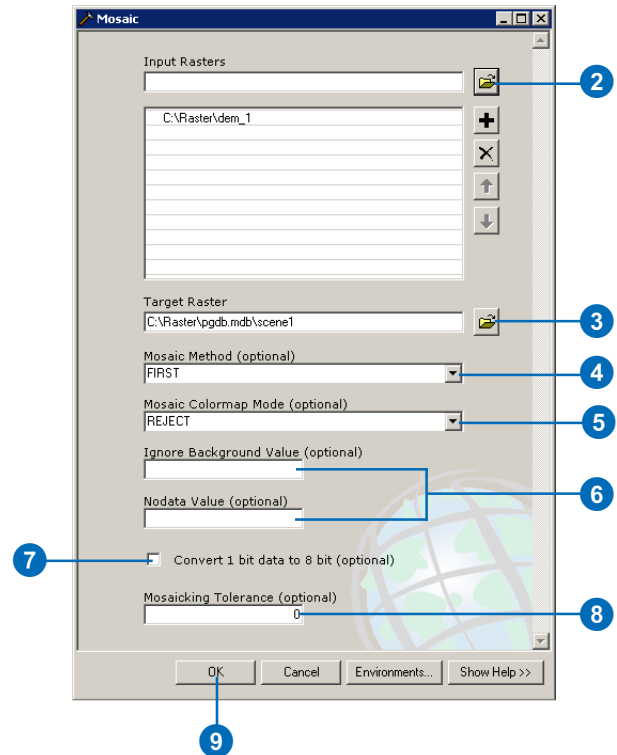 Mosaic
Input Rasters
2
C:\Raster\dem_1
Target Raster
C:\Raster\pgdb.mdb\scene1
3
Mosaic Method (optional)
FIRST
4
Mosaic Colormap Mode (optional)
REJECT
5
Ignore Background Value (optional)
6
Nodata Value (optional)
7
Convert 1 bit data to 8 bit (optional)
Mosaicking Tolerance (optional)
0
8
OK
Cancel
Environments...
Show Help >>
9